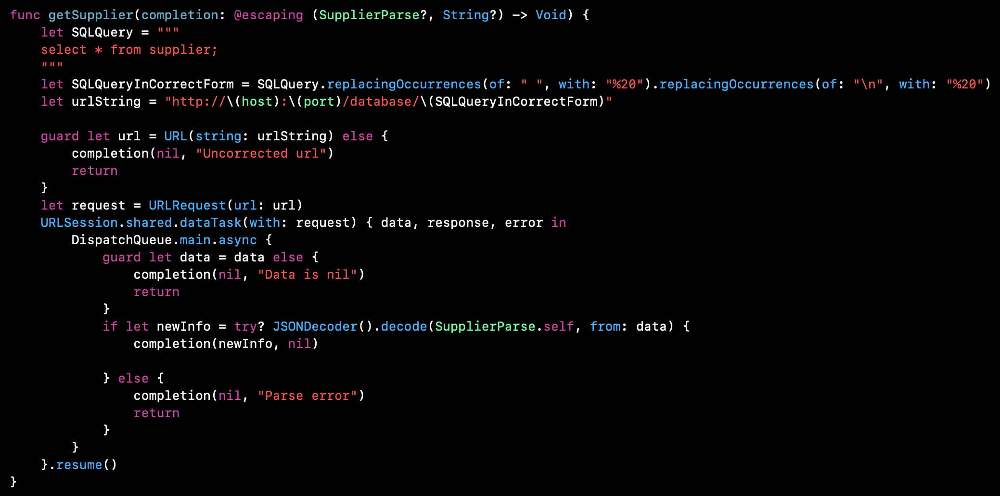 func getSupplier(completion: @escaping (SupplierParse?, String?) -> Void) {
    let SQLQuery = """
    select * from supplier;
    """
    let SQLQueryInCorrectForm = SQLQuery.replacingOccurrences(of: " ", with: "%20").replacingOccurrences(of: "\n", with: "%20")
    let urlString = "http://\(host):\(port)/database/\(SQLQueryInCorrectForm)"

    guard let url = URL(string: urlString) else {
        completion(nil, "Uncorrected url")
        return
    }
    let request = URLRequest(url: url)
    URLSession.shared.dataTask(with: request) { data, response, error in
        DispatchQueue.main.async {
            guard let data = data else {
                completion(nil, "Data is nil")
                return
            }
            if let newInfo = try? JSONDecoder().decode(SupplierParse.self, from: data) {
                completion(newInfo, nil)

            } else {
                completion(nil, "Parse error")
                return
            }
        }
    }.resume()
}